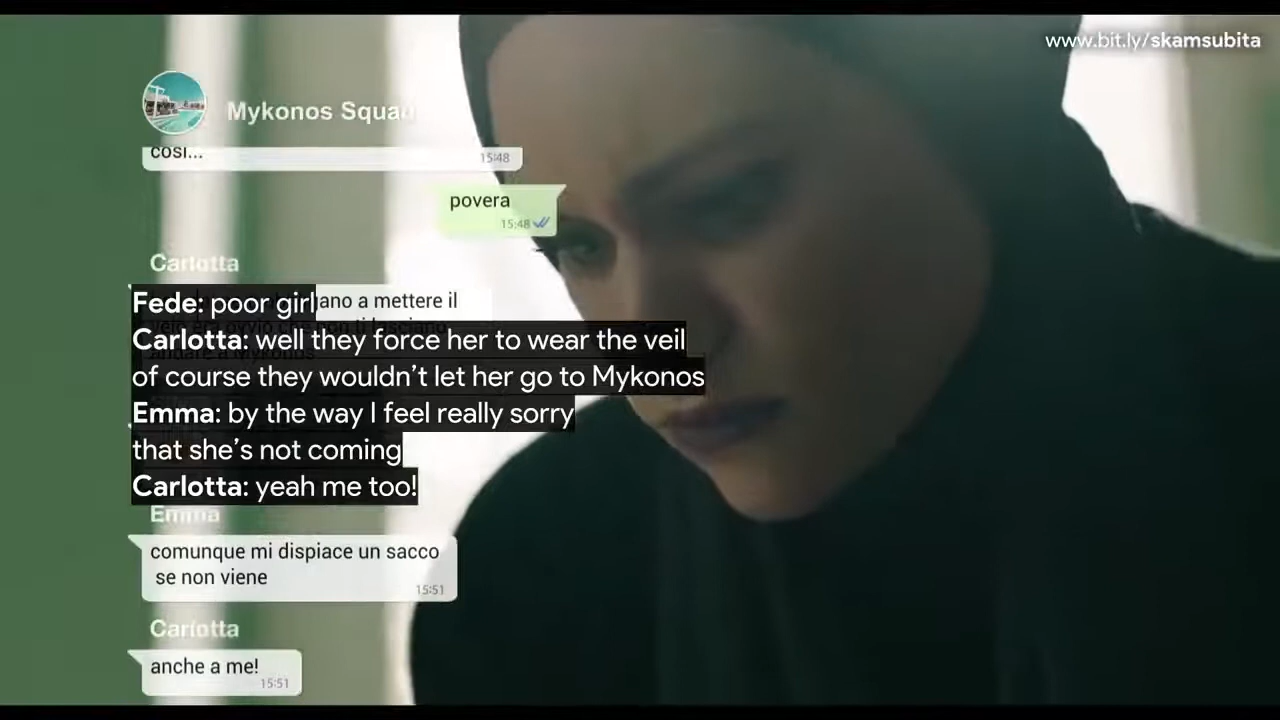 www.bit.ly/skamsubita
Mykonos Squad
così...
15:48
povera
15:48
Carlotta
a mettere il
Fede: poor girl
Carlotta: well they force her to wear the veil
of course they wouldn't let her go to Mykonos
Emma: by the way I feel really sorry
that she's not coming
Carlotta: yeah me too!
Emma
comunque mi dispiace un sacco
se non viene
15:51
Carlotta
anche a me!
15:51